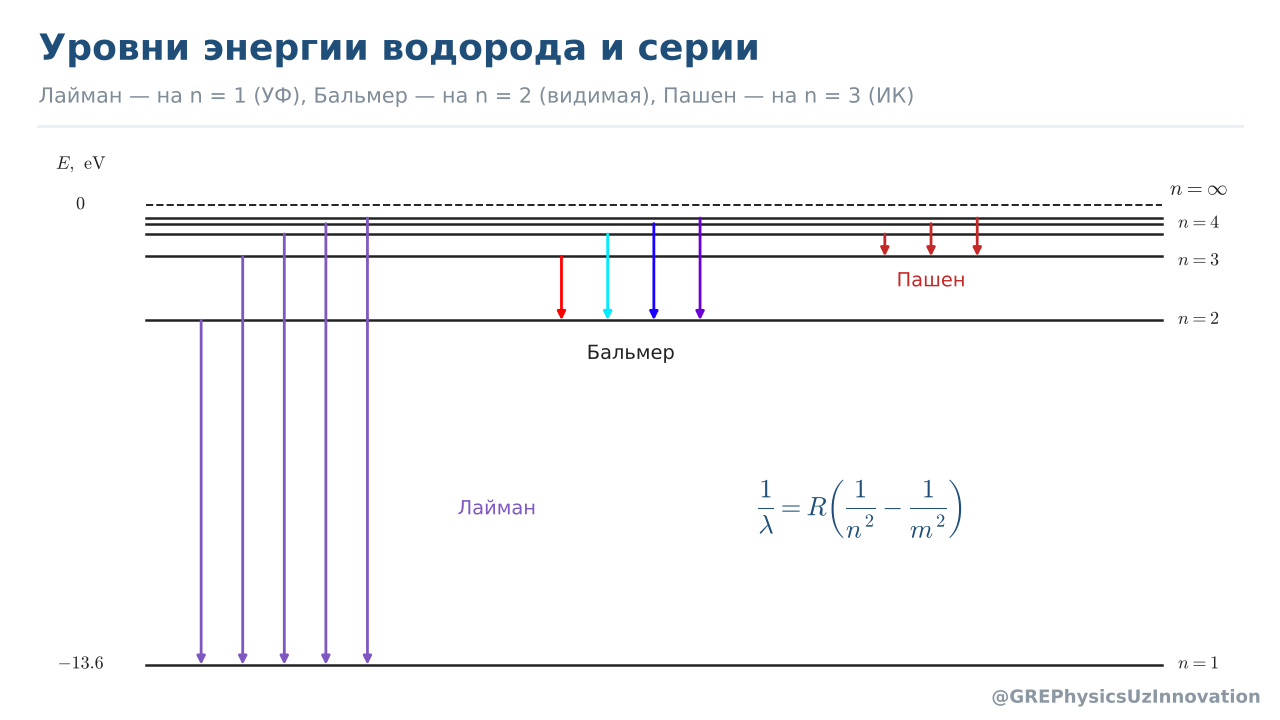 Уровни энергии водорода и серии
Лайман — на n = 1 (УФ), Бальмер — на n = 2 (видимая), Пашен — на n = 3 (ИК)
E, eV
n = ∞
0
n = 4
n = 3
Пашен
n = 2
Бальмер
Лайман
1/λ = R(1/n² − 1/m²)
−13.6
n = 1
@GREPhysicsUzInnovation